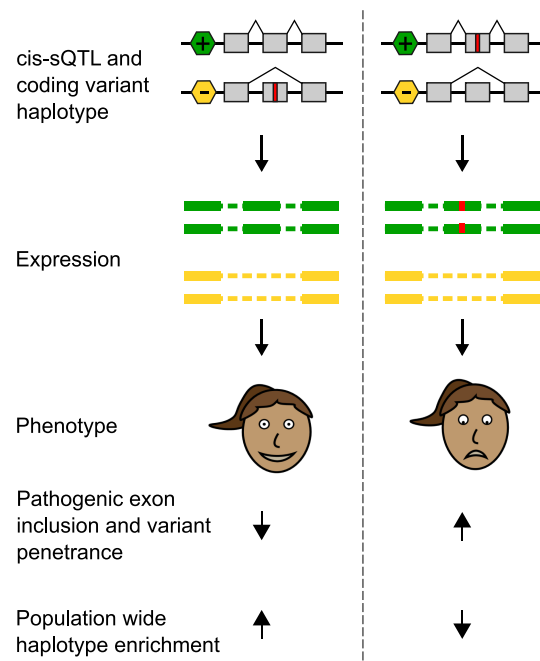 cis-sQTL and
coding variant
haplotype
+
-
+
-
Expression
Phenotype
Pathogenic exon
inclusion and variant
penetrance
Population wide
haplotype enrichment